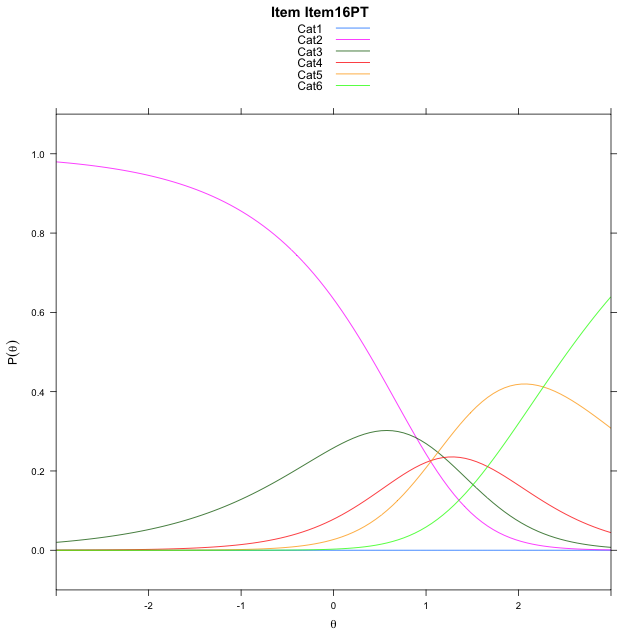 Item Item16PT
Cat1
Cat2
Cat3
Cat4
Cat5
Cat6
1.0
0.8
0.6
0.4
0.2
0.0
P(θ)
-2 -1 0 1 2
θ